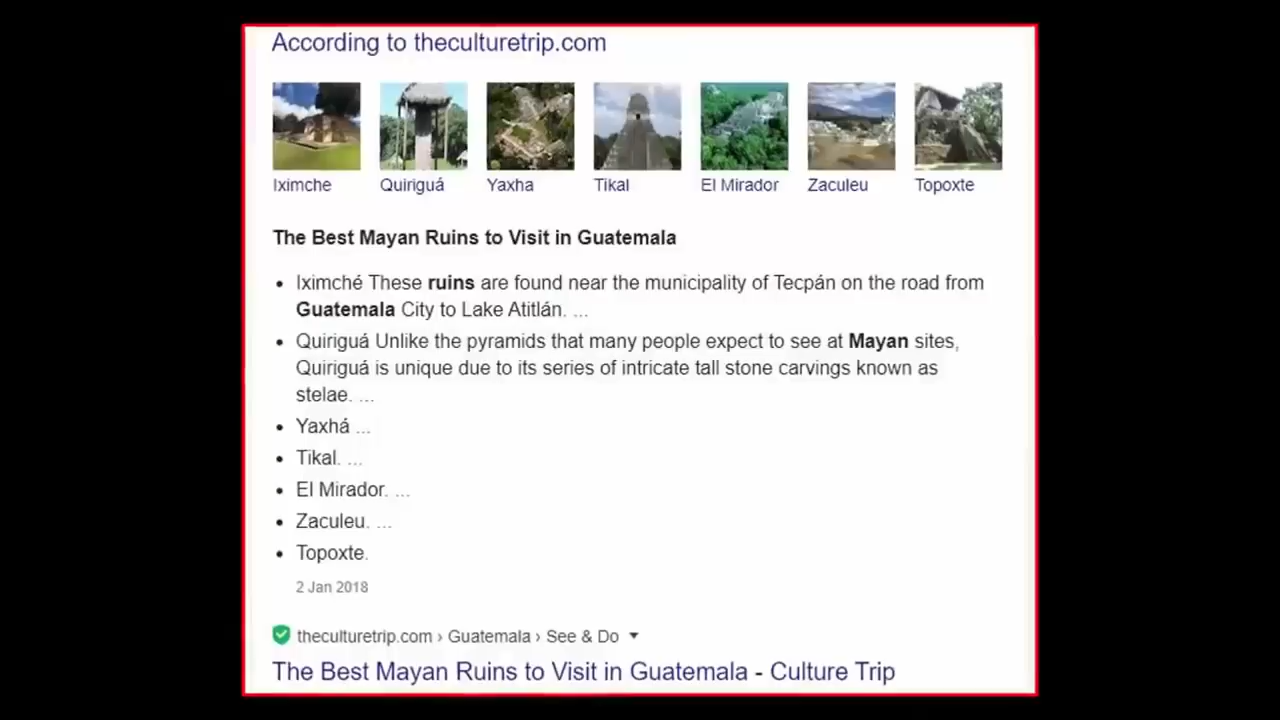 According to theculturetrip.com
Iximche Quiriguá Yaxha Tikal El Mirador Zaculeu Topoxte
The Best Mayan Ruins to Visit in Guatemala
• Iximché These ruins are found near the municipality of Tecpán on the road from
Guatemala City to Lake Atitlán. ...
• Quiriguá Unlike the pyramids that many people expect to see at Mayan sites,
Quiriguá is unique due to its series of intricate tall stone carvings known as
stelae. ...
• Yaxhá ...
• Tikal. ...
• El Mirador. ...
• Zaculeu. ...
• Topoxte.
2 Jan 2018
theculturetrip.com › Guatemala › See & Do
The Best Mayan Ruins to Visit in Guatemala - Culture Trip